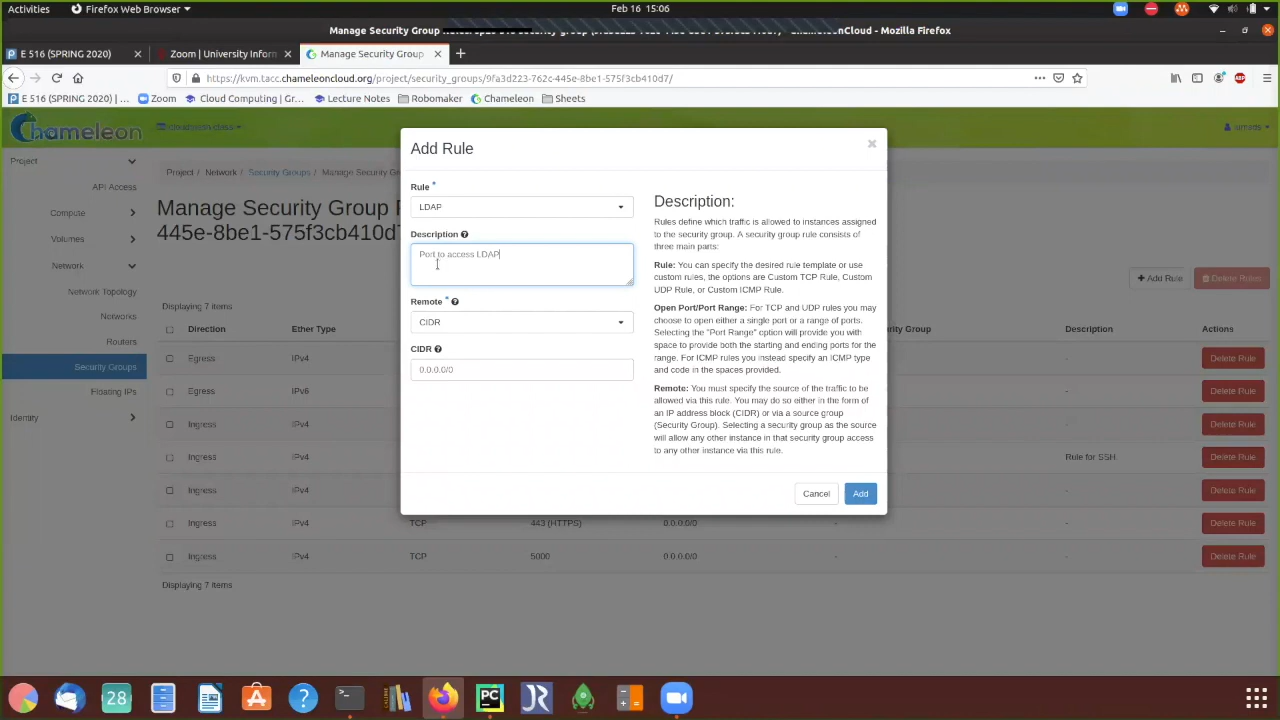 Activities
Firefox Web Browser
Feb 16 15:06
Manage Security Group
ChameleonCloud - Mozilla Firefox
E 516 (SPRING 2020)
Zoom | University Inforn
Manage Security Group
https://kvm.tacc.chameleoncloud.org/project/security_groups/9fa3d223-762c-445e-8be1-575f3cb410d7/
E 516 (SPRING 2020) | ...
Zoom
Cloud Computing | Gr...
Lecture Notes
Robomaker
Chameleon
Sheets
Chameleon
Project
API Access
Compute
Volumes
Network
Network Topology
Networks
Routers
Security Groups
Floating IPs
Identity
Project / Network / Security Groups / Manage Security Gr
Manage Security Group R
445e-8be1-575f3cb410d7
+ Add Rule
Delete Rules
Displaying 7 items
Direction
Ether Type
Group
Description
Actions
Egress IPv4 - Delete Rule
Egress IPv6 - Delete Rule
Ingress IPv4 - Delete Rule
Ingress IPv4 Rule for SSH. Delete Rule
Ingress IPv4 - Delete Rule
Ingress IPv4 TCP 443 (HTTPS) 0.0.0.0/0 - - Delete Rule
Ingress IPv4 TCP 5000 0.0.0.0/0 - - Delete Rule
Displaying 7 items
Add Rule
Rule *
LDAP
Description
Port to access LDAP
Remote *
CIDR
CIDR
0.0.0.0/0
Description:
Rules define which traffic is allowed to instances assigned
to the security group. A security group rule consists of
three main parts:
Rule: You can specify the desired rule template or use
custom rules, the options are Custom TCP Rule, Custom
UDP Rule, or Custom ICMP Rule.
Open Port/Port Range: For TCP and UDP rules you may
choose to open either a single port or a range of ports.
Selecting the "Port Range" option will provide you with
space to provide both the starting and ending ports for the
range. For ICMP rules you instead specify an ICMP type
and code in the spaces provided.
Remote: You must specify the source of the traffic to be
allowed via this rule. You may do so either in the form of
an IP address block (CIDR) or via a source group
(Security Group). Selecting a security group as the source
will allow any other instance in that security group access
to any other instance via this rule.
Cancel
Add
28
PC